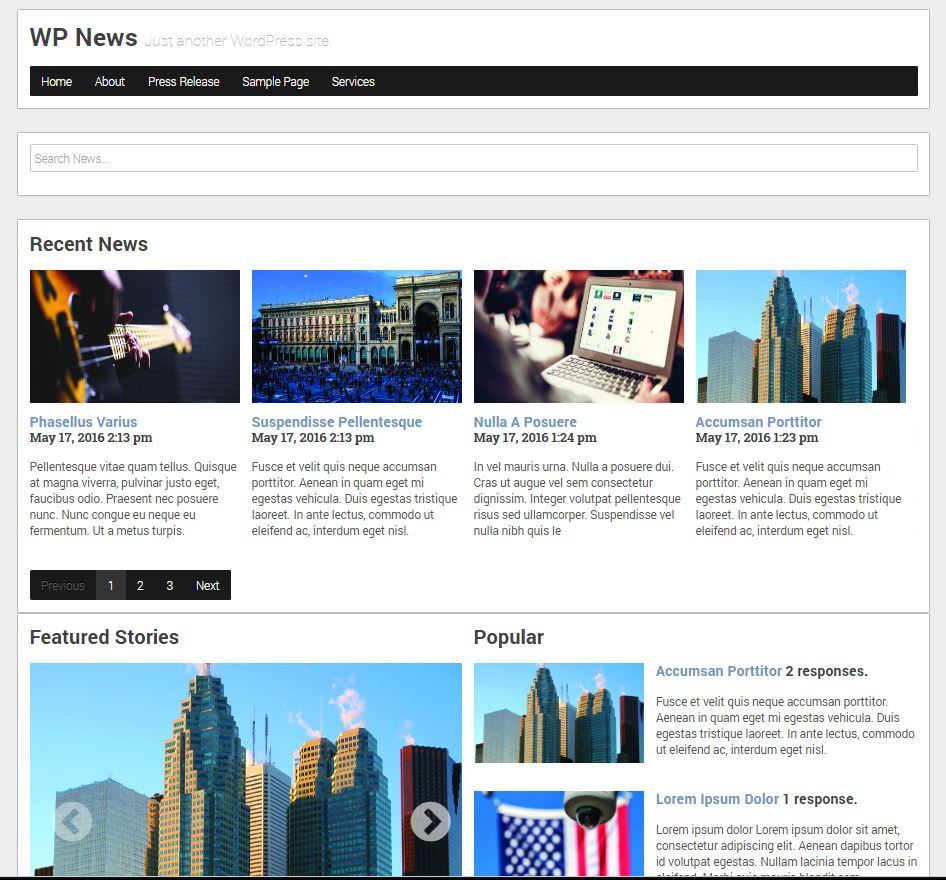 WP News Just another WordPress site
Home About Press Release Sample Page Services
Search News...
Recent News
Phasellus Varius
May 17, 2016 2:13 pm
Pellentesque vitae quam tellus. Quisque
at magna viverra, pulvinar justo eget,
faucibus odio. Praesent nec posuere
nunc. Nunc congue eu neque eu
fermentum. Ut a metus turpis.
Suspendisse Pellentesque
May 17, 2016 2:13 pm
Fusce et velit quis neque accumsan
porttitor. Aenean in quam eget mi
egestas vehicula. Duis egestas tristique
laoreet. In ante lectus, commodo ut
eleifend ac, interdum eget nisl.
Nulla A Posuere
May 17, 2016 1:24 pm
In vel mauris urna. Nulla a posuere dui.
Cras ut augue vel sem consectetur
dignissim. Integer volutpat pellentesque
risus sed ullamcorper. Suspendisse vel
nulla nibh quis le
Accumsan Porttitor
May 17, 2016 1:23 pm
Fusce et velit quis neque accumsan
porttitor. Aenean in quam eget mi
egestas vehicula. Duis egestas tristique
laoreet. In ante lectus, commodo ut
eleifend ac, interdum eget nisl.
Previous 1 2 3 Next
Featured Stories
Popular
Accumsan Porttitor 2 responses.
Fusce et velit quis neque accumsan porttitor.
Aenean in quam eget mi egestas vehicula. Duis
egestas tristique laoreet. In ante lectus, commodo
ut eleifend ac, interdum eget nisl.
Lorem Ipsum Dolor 1 response.
Lorem ipsum dolor Lorem ipsum dolor sit amet,
consectetur adipiscing elit. Aenean dapibus tortor
id volutpat egestas. Nullam lacinia tempor lacus in